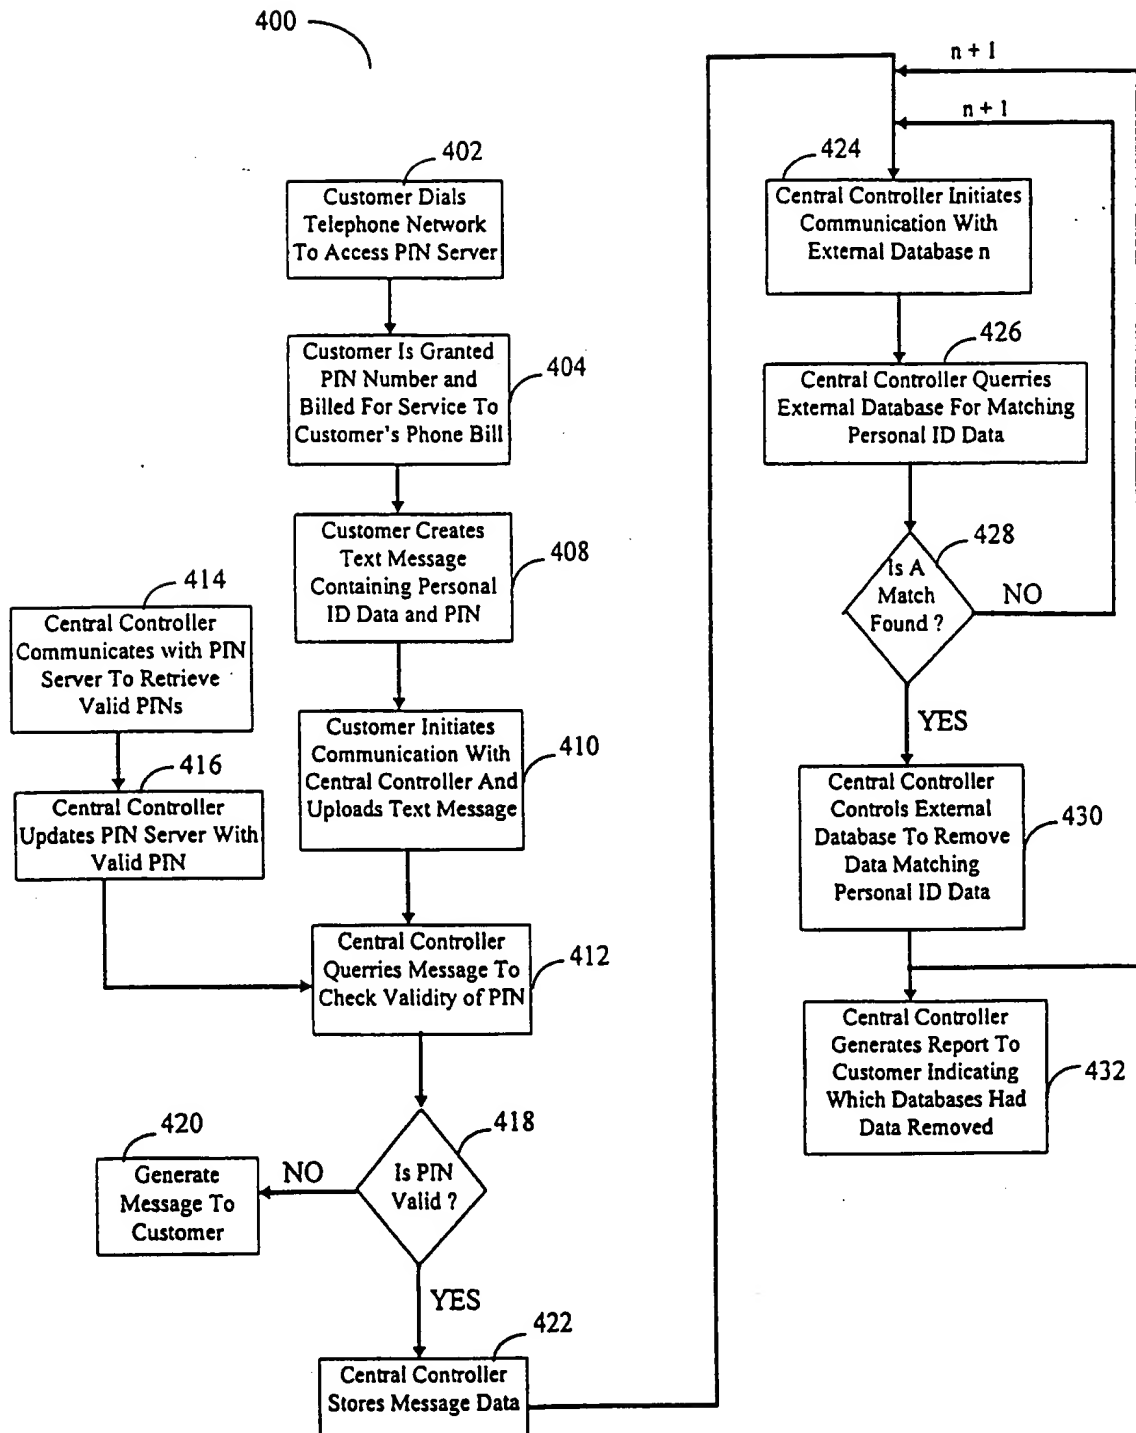 400
402
Customer Dials
Telephone Network
To Access PIN Server
Customer Is Granted
PIN Number and
Billed For Service To
Customer's Phone Bill
404
Customer Creates
Text Message
Containing Personal
ID Data and PIN
408
414
Central Controller
Communicates with PIN
Server To Retrieve
Valid PINs
416
Central Controller
Updates PIN Server With
Valid PIN
Customer Initiates
Communication With
Central Controller And
Uploads Text Message
410
Central Controller
Querries Message To
Check Validity of PIN
412
418
Is PIN
Valid ?
NO
420
Generate
Message To
Customer
YES
422
Central Controller
Stores Message Data
n + 1
n + 1
424
Central Controller Initiates
Communication With
External Database n
426
Central Controller Querries
External Database For Matching
Personal ID Data
428
Is A
Match
Found ?
NO
YES
Central Controller
Controls External
Database To Remove
Data Matching
Personal ID Data
430
Central Controller
Generates Report To
Customer Indicating
Which Databases Had
Data Removed
432